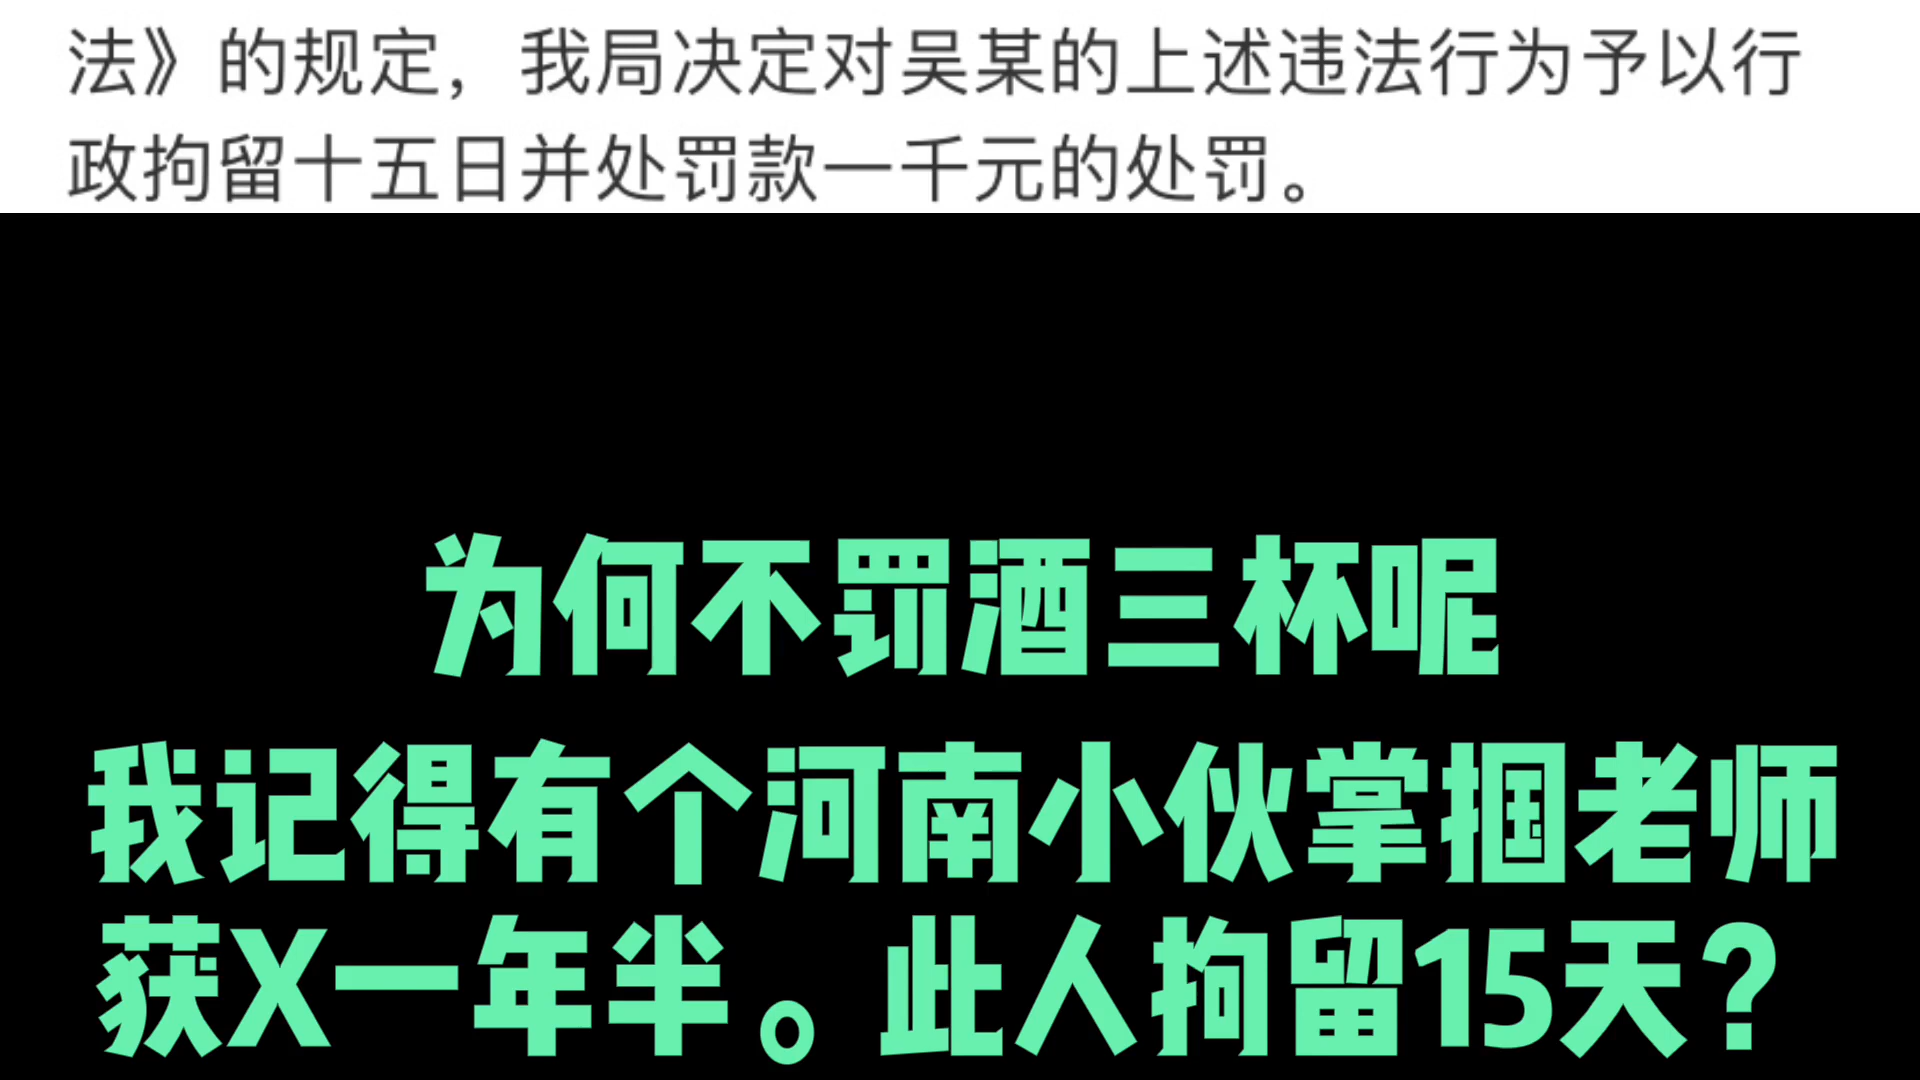 法》的规定，我局决定对吴某的上述违法行为予以行
政拘留十五日并处罚款一千元的处罚。
为何不罚酒三杯呢
我记得有个河南小伙掌掴老师
获X一年半。此人拘留15天？